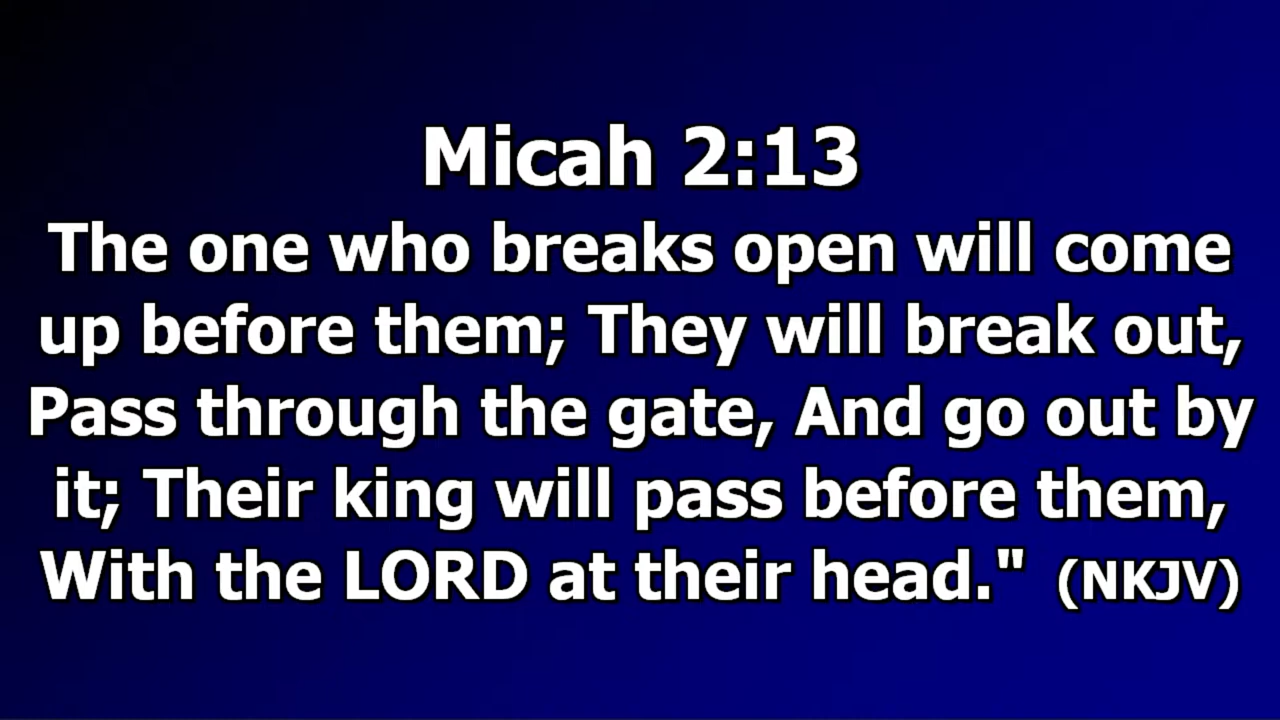 Micah 2:13
The one who breaks open will come
up before them; They will break out,
Pass through the gate, And go out by
it; Their king will pass before them,
With the LORD at their head." (NKJV)